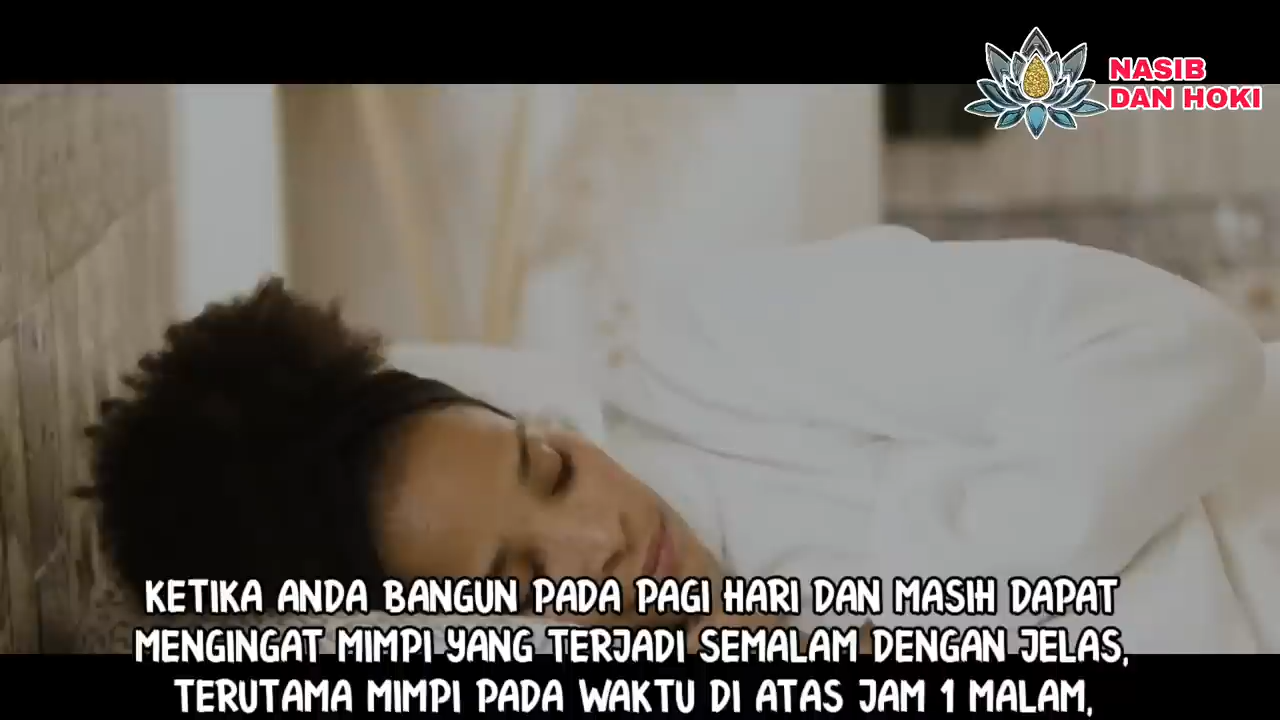 NASIB
DAN HOKI
KETIKA ANDA BANGUN PADA PAGI HARI DAN MASIH DAPAT
MENGINGAT MIMPI YANG TERJADI SEMALAM DENGAN JELAS,
TERUTAMA MIMPI PADA WAKTU DI ATAS JAM 1 MALAM,